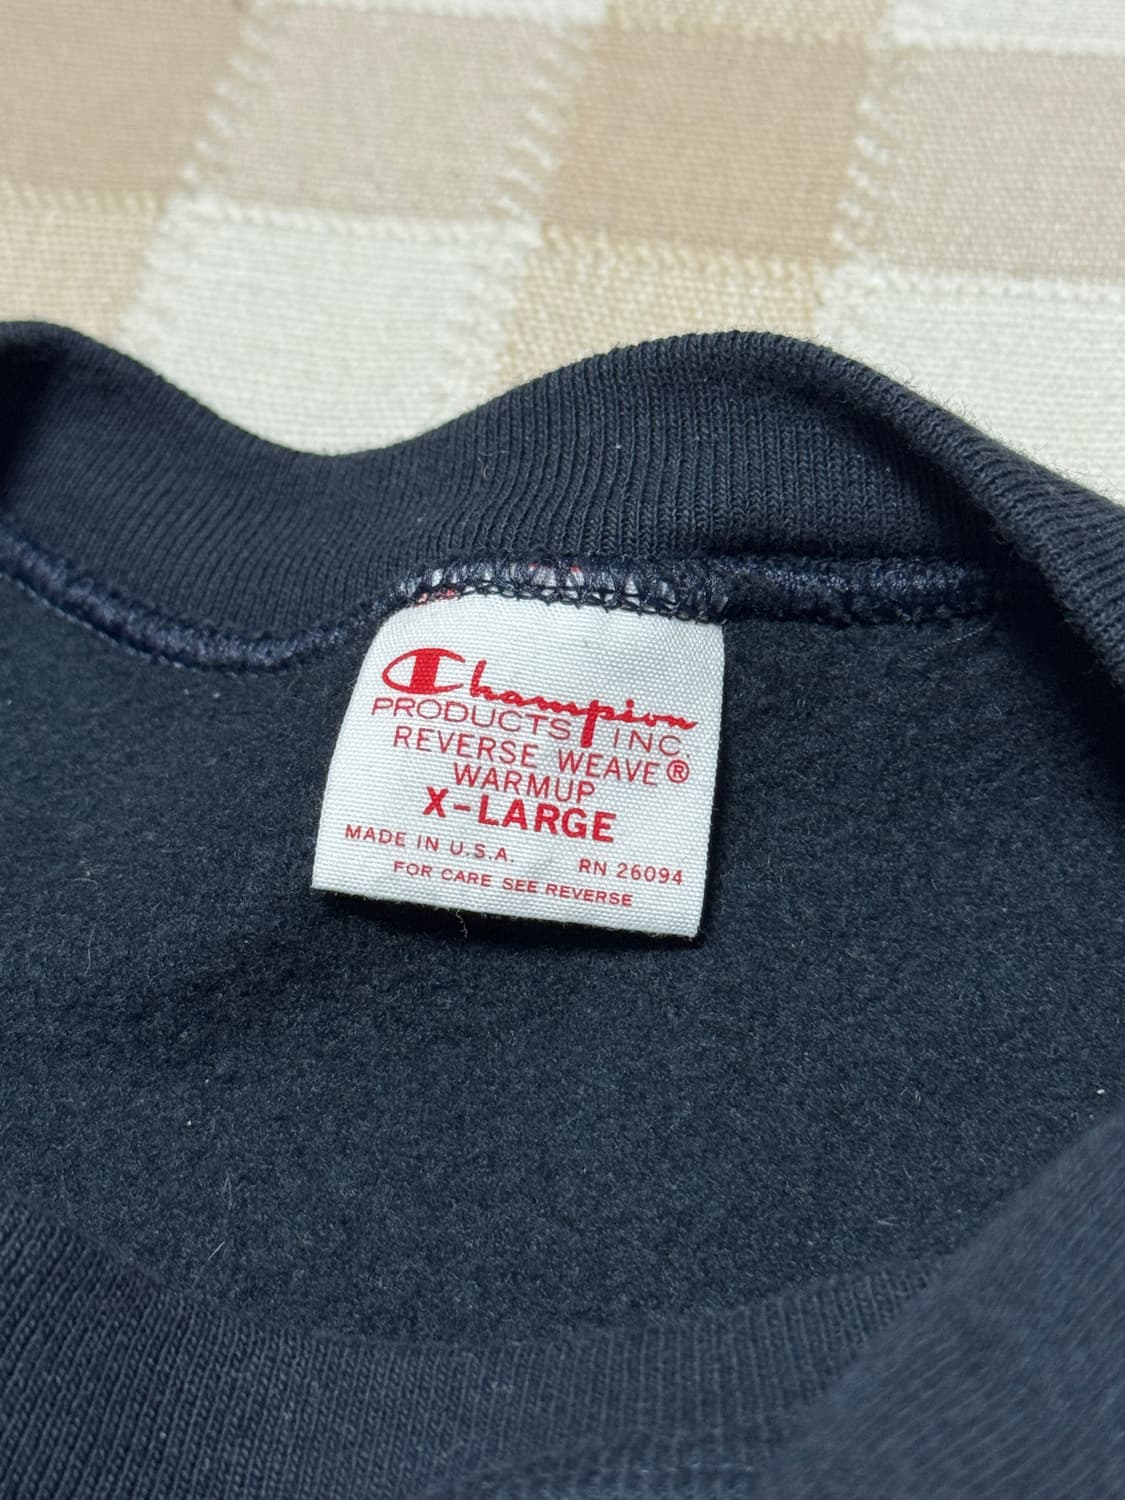 Champion
PRODUCTS INC.
REVERSE WEAVE®
WARMUP
X-LARGE
MADE IN U.S.A. RN 26094
FOR CARE SEE REVERSE